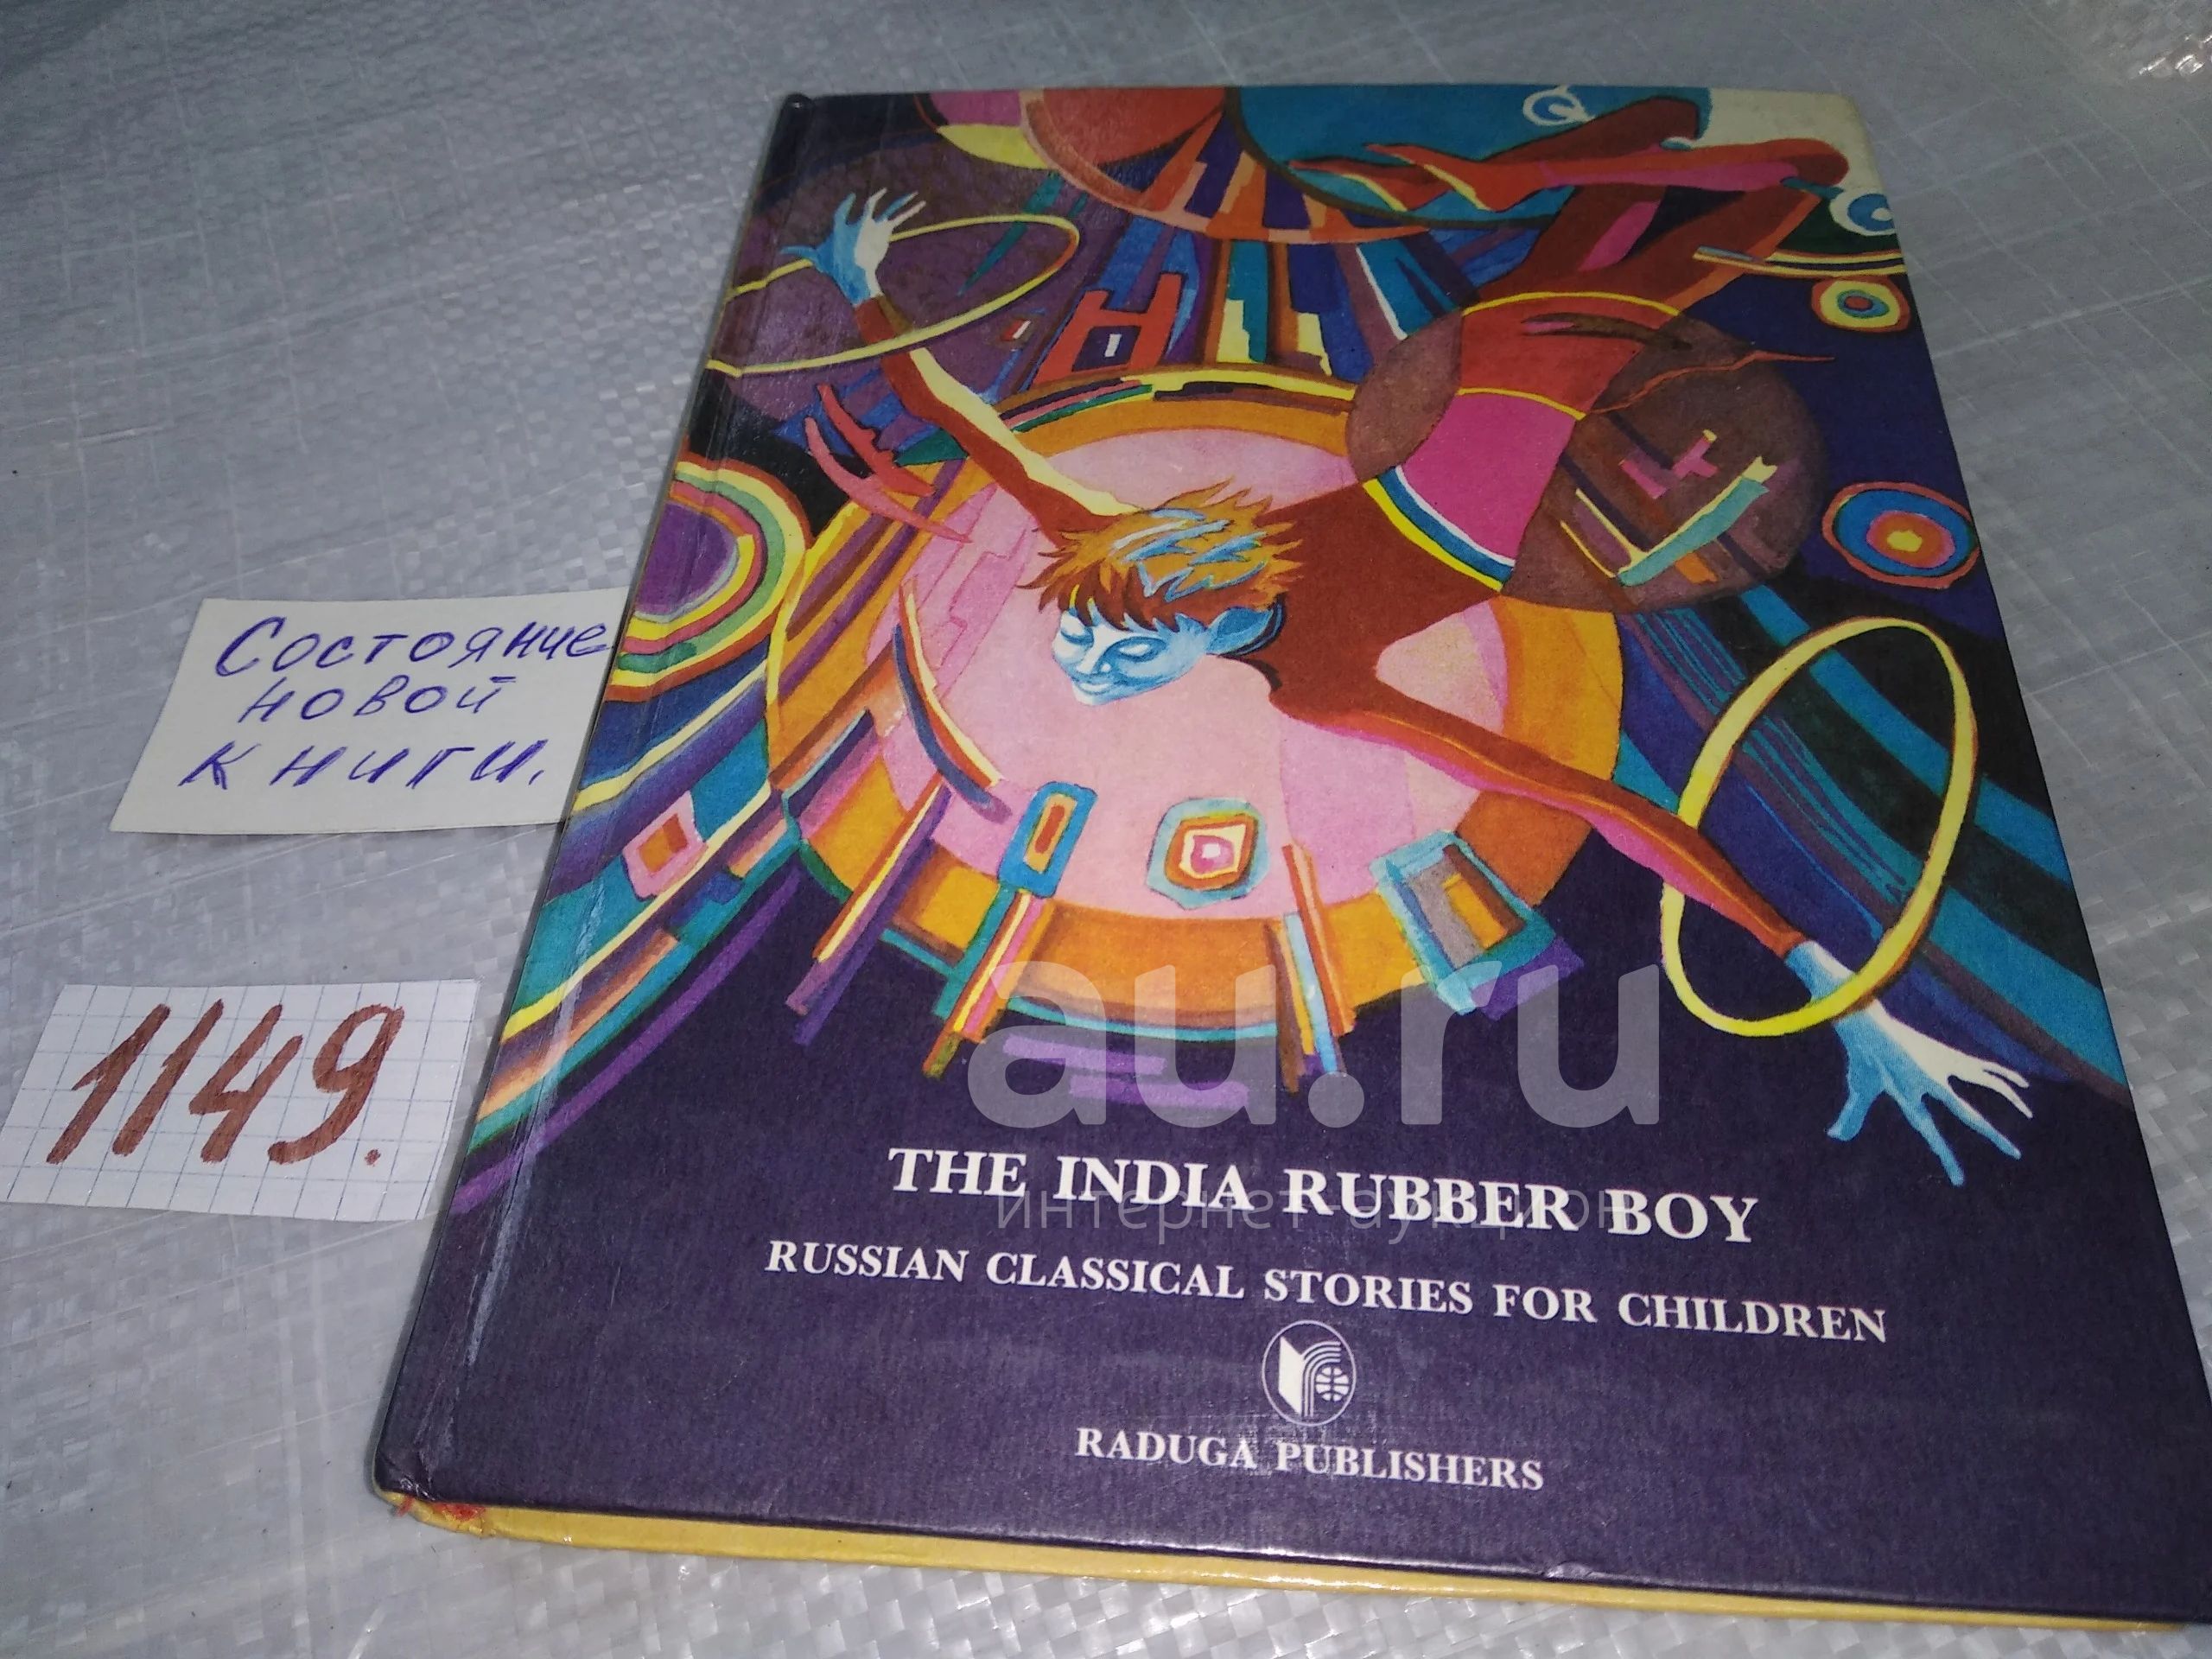 Состояние
новой
книги.
1149.
au.ru
интернет-аукцион
THE INDIA RUBBER BOY
RUSSIAN CLASSICAL STORIES FOR CHILDREN
RADUGA PUBLISHERS